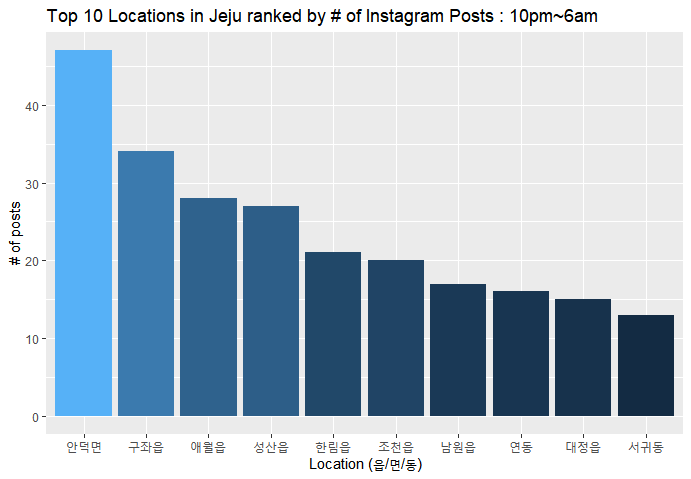 Top 10 Locations in Jeju ranked by # of Instagram Posts : 10pm~6am
# of posts
40
30
20
10
0
안덕면 구좌읍 애월읍 성산읍 한림읍 조천읍 남원읍 연동 대정읍 서귀동
Location (읍/면/동)